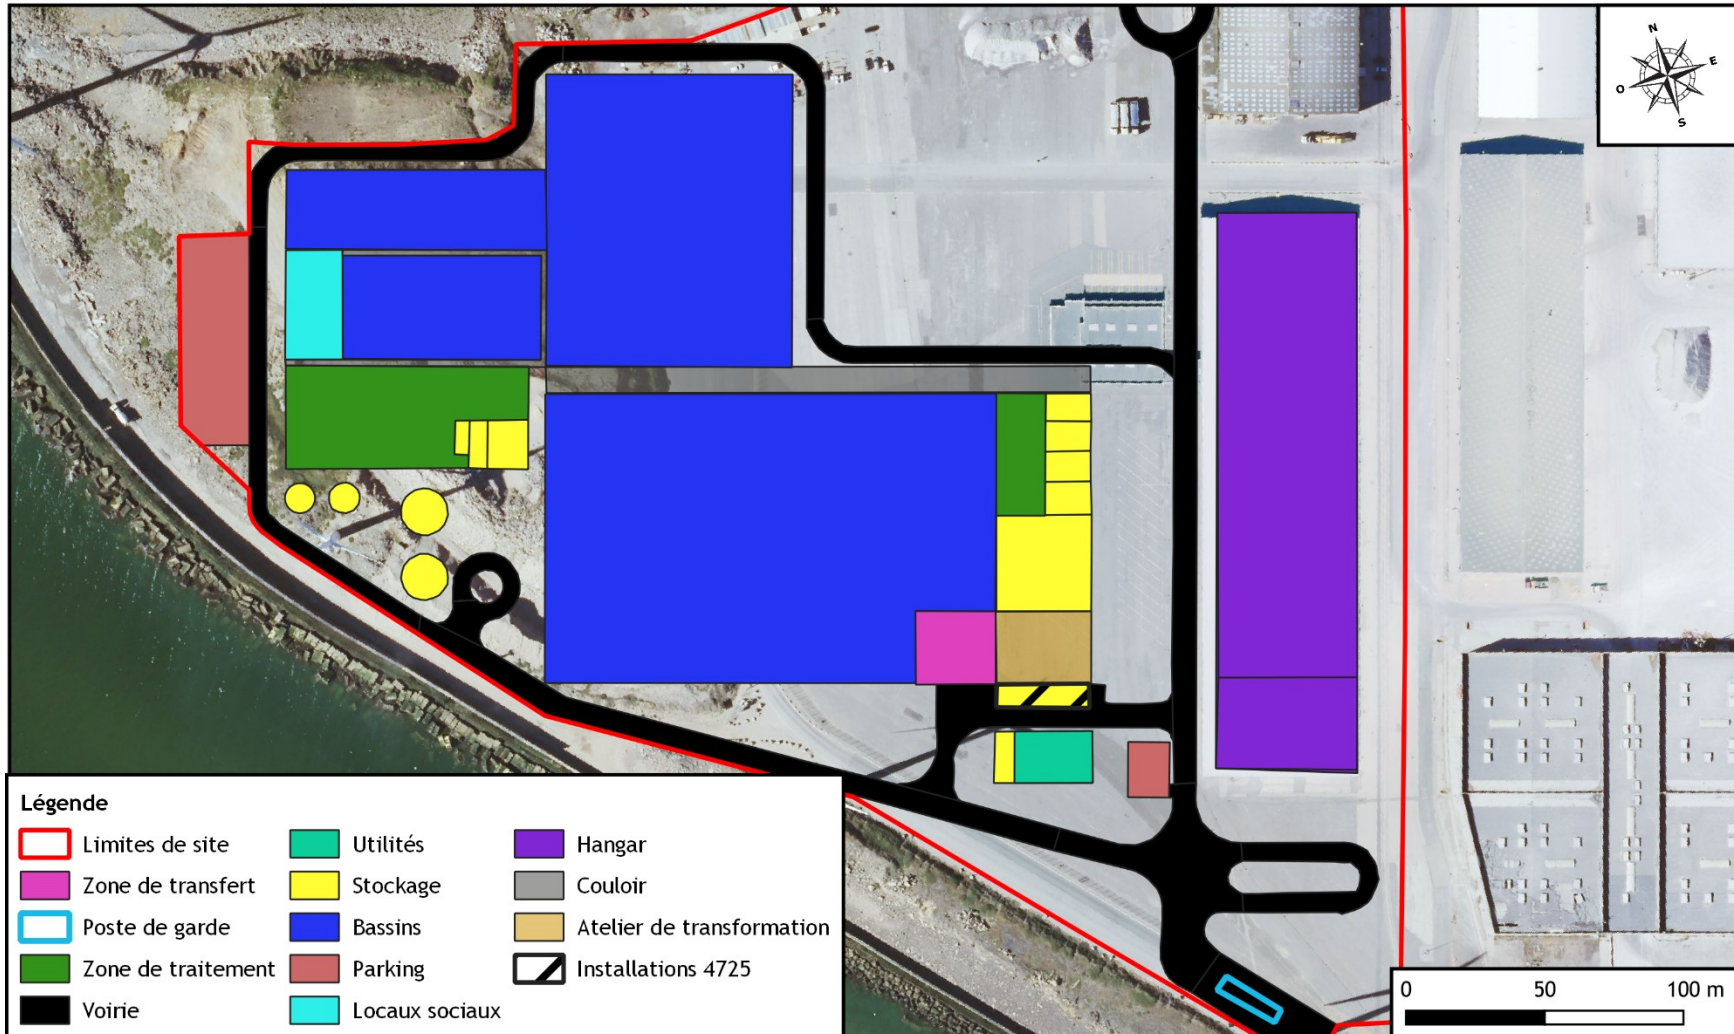 N
E
O
S
Légende
Limites de site
Utilités
Hangar
Zone de transfert
Stockage
Couloir
Poste de garde
Bassins
Atelier de transformation
Zone de traitement
Parking
Installations 4725
Voirie
Locaux sociaux
0 50 100 m